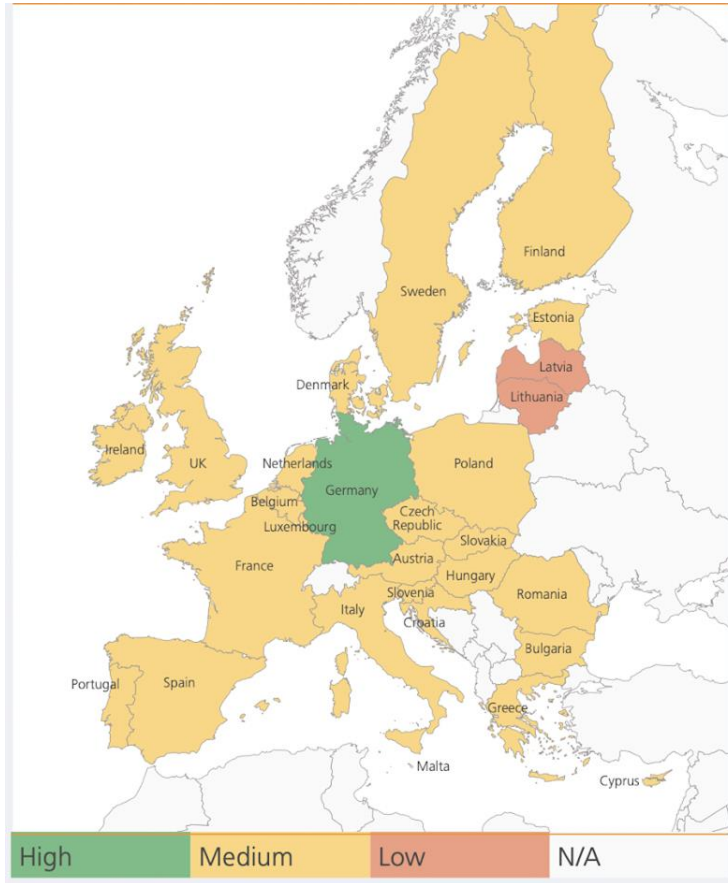 Finland
Sweden
Estonia
Latvia
Lithuania
Denmark
Ireland
UK
Netherlands
Germany
Poland
Belgium
Luxembourg
Czech
Republic
Slovakia
France
Austria
Hungary
Slovenia
Romania
Italy
Croatia
Bulgaria
Portugal
Spain
Greece
Malta
Cyprus
High
Medium
Low
N/A